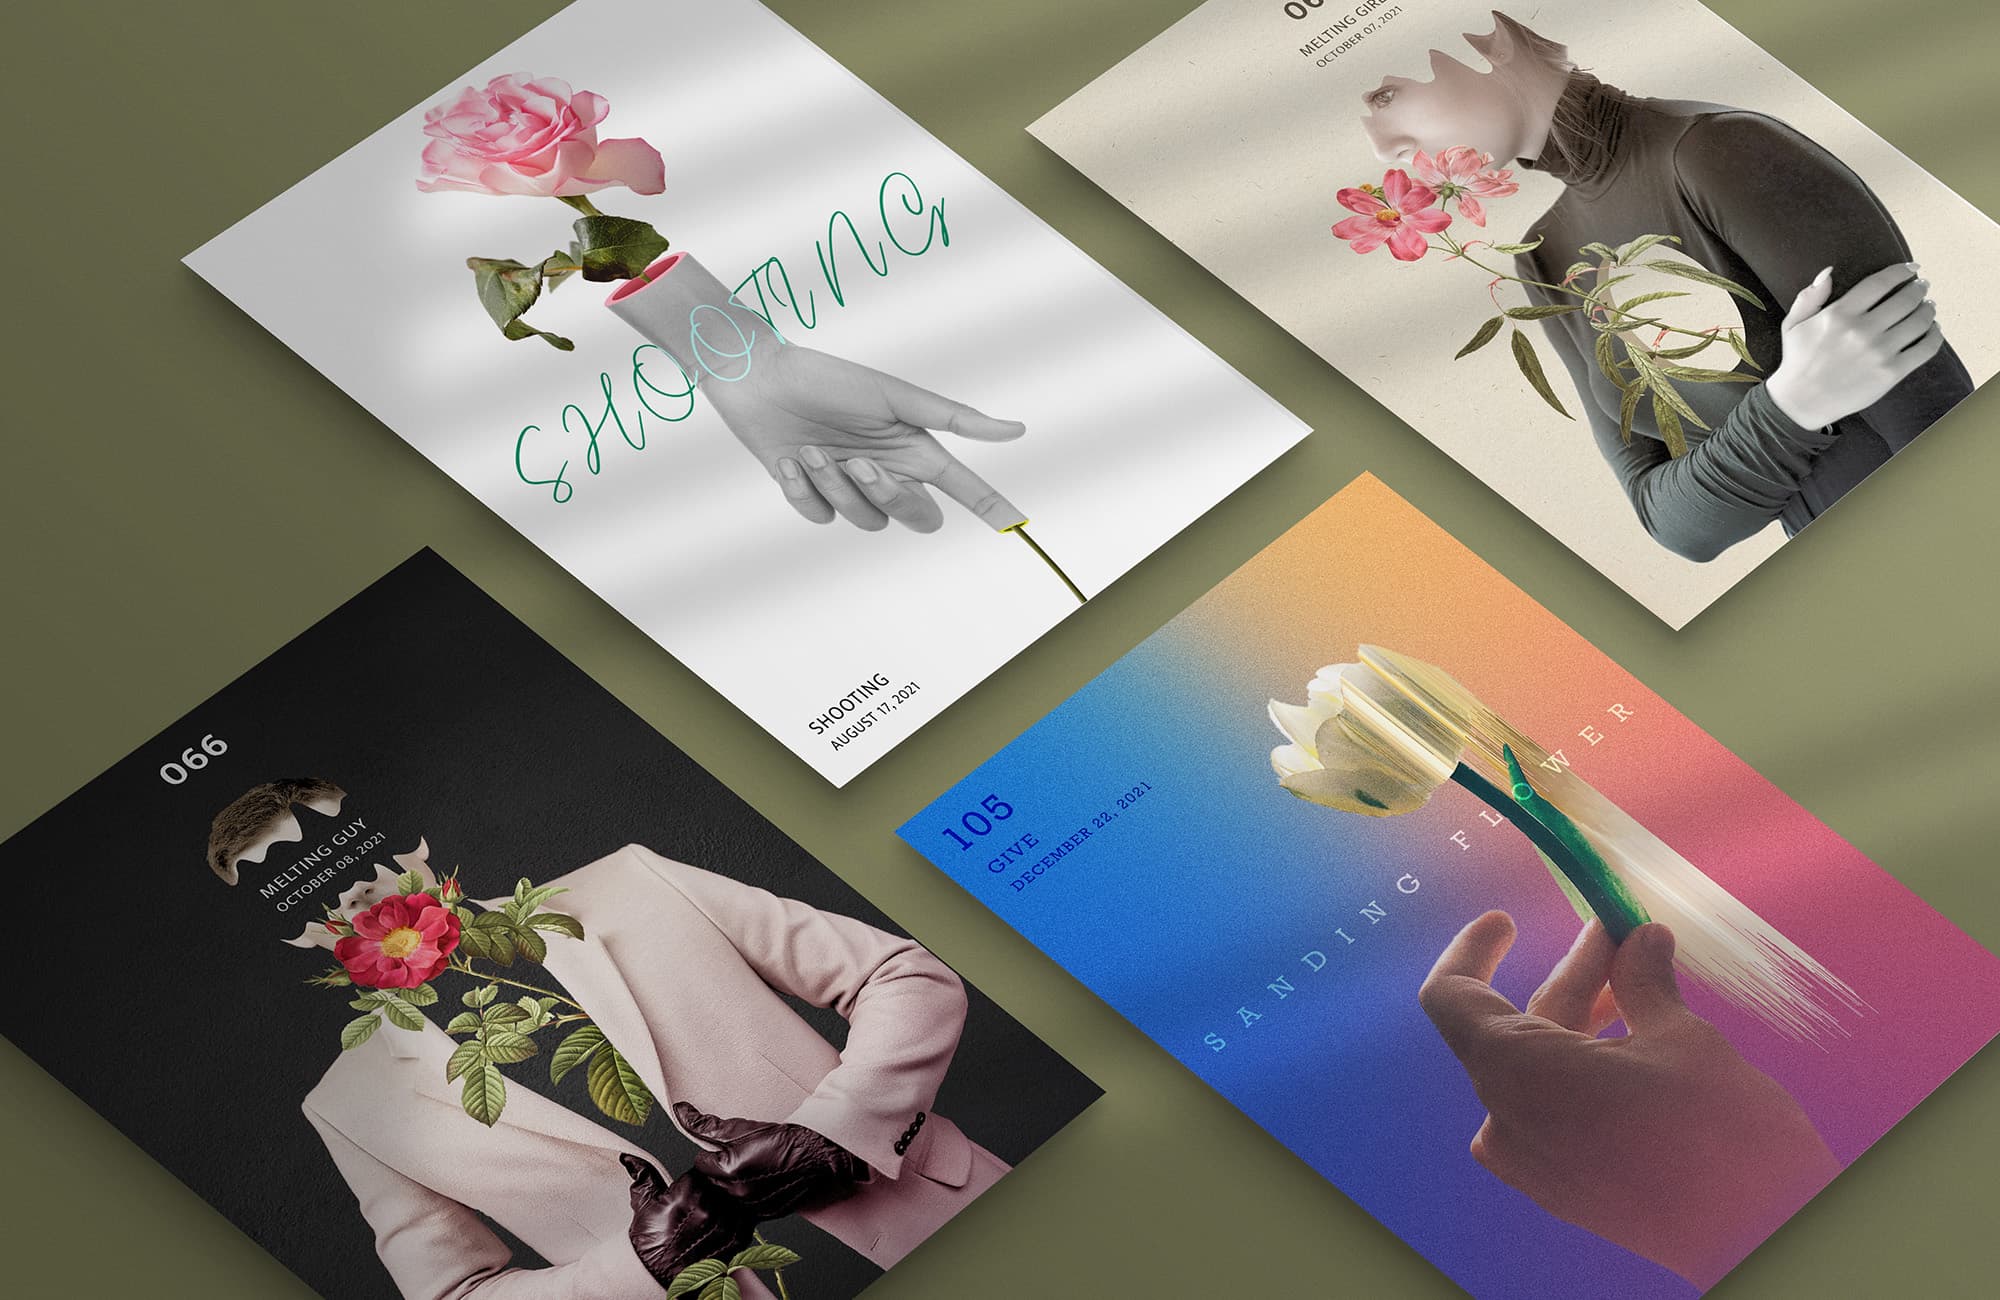 SHOOTING
SHOOTING
AUGUST 17, 2021
MELTING
OCTOBER 07, 2021
066
MELTING GUY
OCTOBER 08, 2021
105
GIVE
DECEMBER 22, 2021
SANDING FLOWER